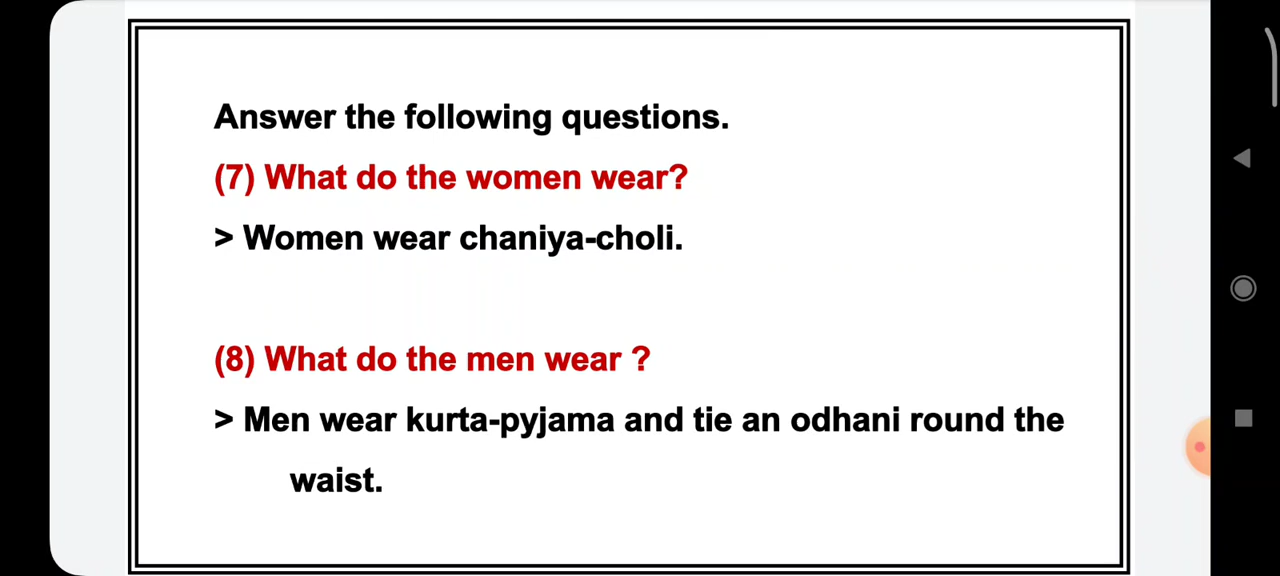 Answer the following questions.
(7) What do the women wear?
> Women wear chaniya-choli.
(8) What do the men wear ?
> Men wear kurta-pyjama and tie an odhani round the
waist.